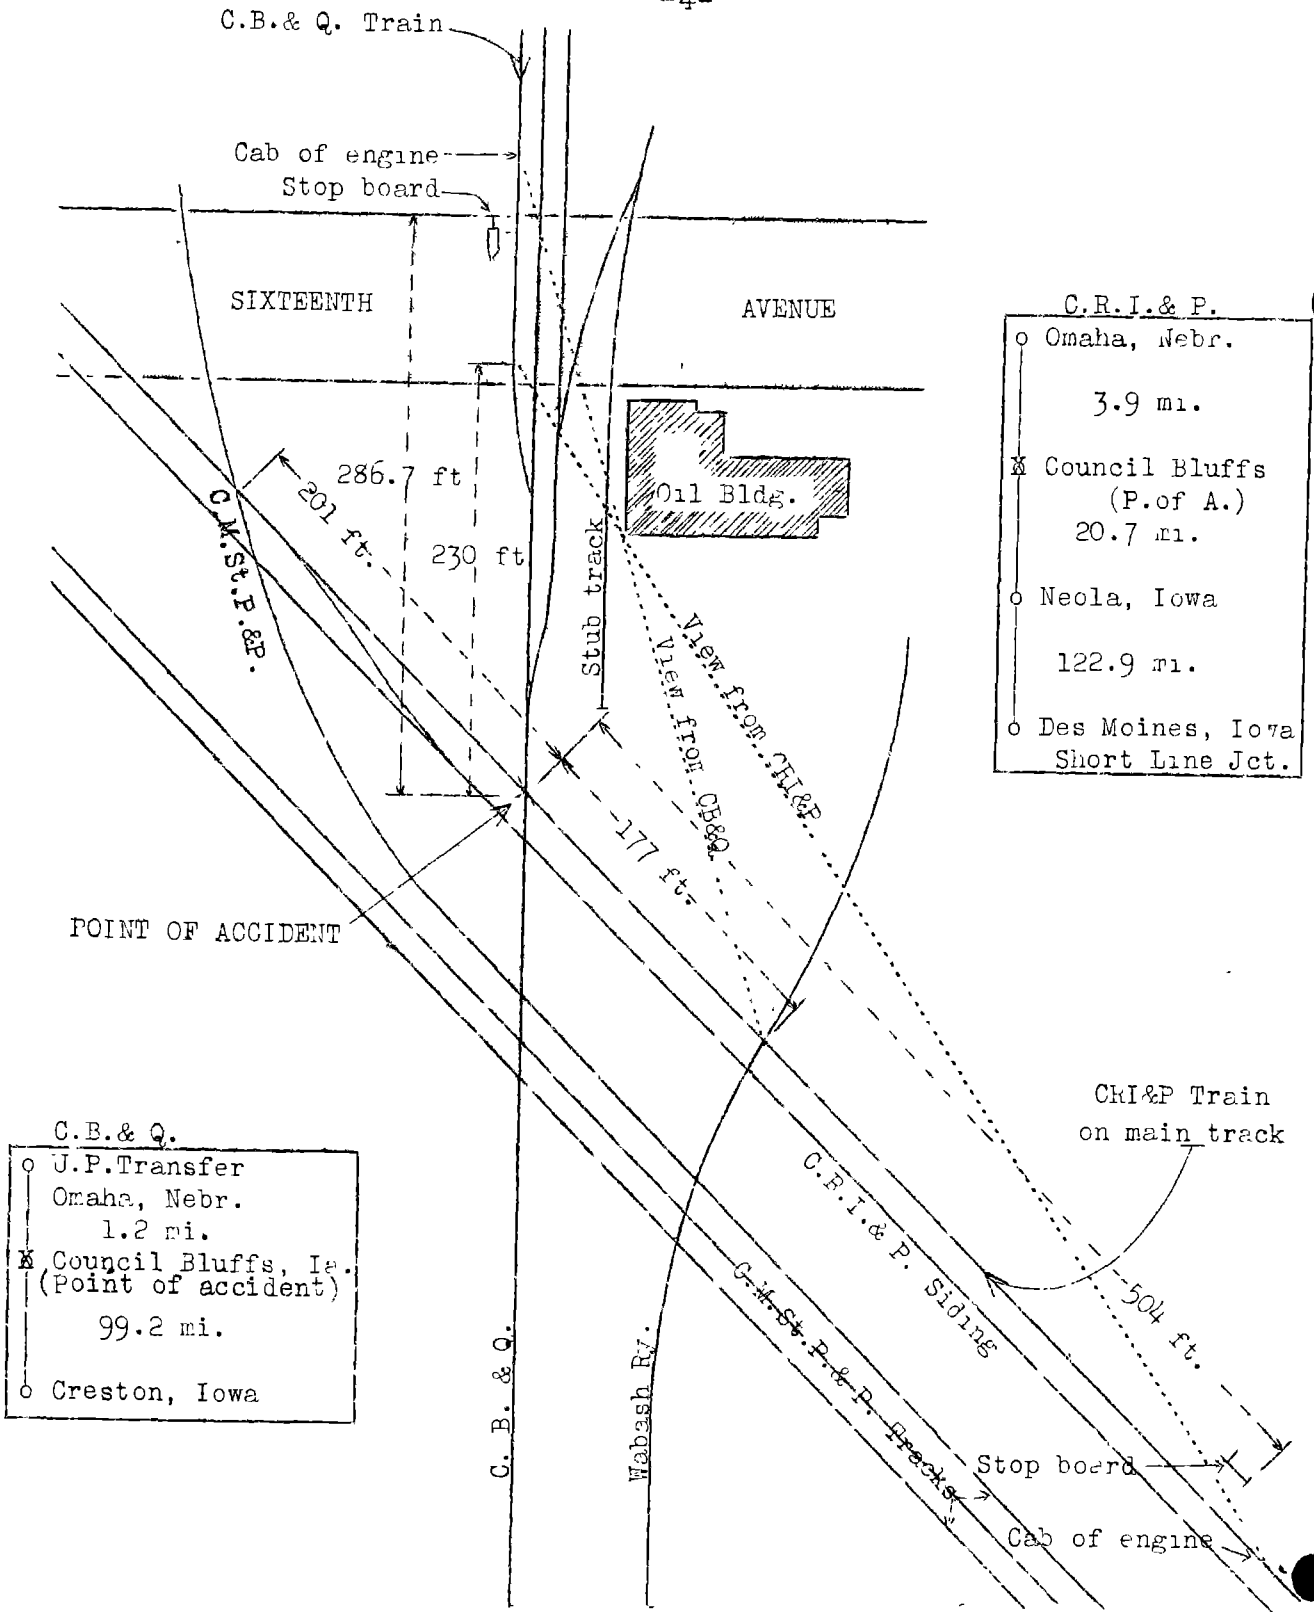 -4-
C.B.& Q. Train
Cab of engine
Stop board
SIXTEENTH
AVENUE
C.R.I.& P.
Omaha, Nebr.
3.9 mi.
Council Bluffs
(P.of A.)
20.7 mi.
Neola, Iowa
122.9 mi.
Des Moines, Iowa
Short Line Jct.
286.7 ft
201 ft.
230 ft
C.M.St.P.&P.
Oil Bldg.
Stub track
View from CRI&P
View from CB&Q
177 ft.
POINT OF ACCIDENT
CRI&P Train
on main track
C.B.& Q.
U.P.Transfer
Omaha, Nebr.
1.2 mi.
Council Bluffs, Ia.
(Point of accident)
99.2 mi.
Creston, Iowa
C. B. & Q.
Wabash Ry.
C.M.St.P.& P. Tracks
C.R.I.& P. Siding
504 ft.
Stop board
Cab of engine